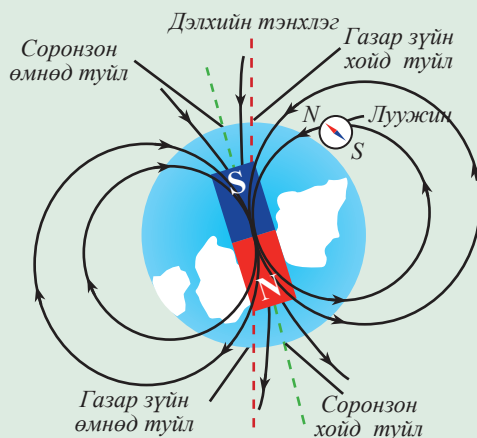 Дэлхийн тэнхлэг
Соронзон
өмнөд туйл
Газар зүйн
хойд туйл
N
Луужин
S
S
N
Газар зүйн
өмнөд туйл
Соронзон
хойд туйл